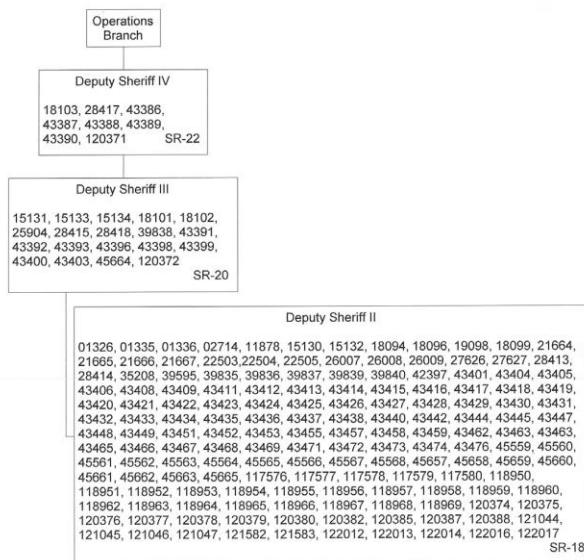 Operations
Branch
Deputy Sheriff IV
18103, 28417, 43386,
43387, 43388, 43389,
43390, 120371 SR-22
Deputy Sheriff III
15131, 15133, 15134, 18101, 18102,
25904, 28415, 28418, 39838, 43391,
43392, 43393, 43396, 43398, 43399,
43400, 43403, 45664, 120372
SR-20
Deputy Sheriff II
01326, 01335, 01336, 02714, 11878, 15130, 15132, 18094, 18096, 19098, 18099, 21664,
21665, 21666, 21667, 22503,22504, 22505, 26007, 26008, 26009, 27626, 27627, 28413,
28414, 35208, 39595, 39835, 39836, 39837, 39839, 39840, 42397, 43401, 43404, 43405,
43406, 43408, 43409, 43411, 43412, 43413, 43414, 43415, 43416, 43417, 43418, 43419,
43420, 43421, 43422, 43423, 43424, 43425, 43426, 43427, 43428, 43429, 43430, 43431,
43432, 43433, 43434, 43435, 43436, 43437, 43438, 43440, 43442, 43444, 43445, 43447,
43448, 43449, 43451, 43452, 43453, 43455, 43457, 43458, 43459, 43462, 43463, 43463,
43465, 43466, 43467, 43468, 43469, 43471, 43472, 43473, 43474, 43476, 45559, 45560,
45561, 45562, 45563, 45564, 45565, 45566, 45567, 45568, 45657, 45658, 45659, 45660,
45661, 45662, 45663, 45665, 117576, 117577, 117578, 117579, 117580, 118950,
118951, 118952, 118953, 118954, 118955, 118956, 118957, 118958, 118959, 118960,
118962, 118963, 118964, 118965, 118966, 118967, 118968, 118969, 120374, 120375,
120376, 120377, 120378, 120379, 120380, 120382, 120385, 120387, 120388, 121044,
121045, 121046, 121047, 121582, 121583, 122012, 122013, 122014, 122016, 122017
SR-18